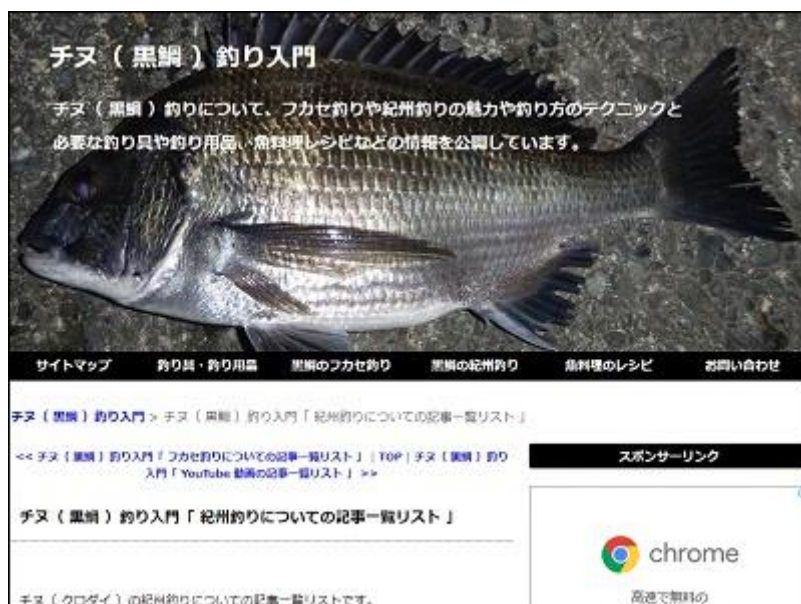 チヌ（ 黒鯛 ）釣り入門
チヌ（ 黒鯛 ）釣りについて、フカセ釣りや紀州釣りの魅力や釣り方のテクニックと
必要な釣り具や釣り用品、魚料理レシピなどの情報を公開しています。
サイトマップ 釣り具・釣り用品 黒鯛のフカセ釣り 黒鯛の紀州釣り 魚料理のレシピ お問い合わせ
チヌ（ 黒鯛 ）釣り入門 > チヌ（ 黒鯛 ）釣り入門「 紀州釣りについての記事一覧リスト 」
<< チヌ（ 黒鯛 ）釣り入門「 フカセ釣りについての記事一覧リスト 」 | TOP | チヌ（ 黒鯛 ）釣り
入門「 YouTube 動画の記事一覧リスト 」 >>
スポンサーリンク
チヌ（ 黒鯛 ）釣り入門「 紀州釣りについての記事一覧リスト 」
チヌ（ クロダイ ）の紀州釣りについての記事一覧リストです。
chrome
高速で無料の